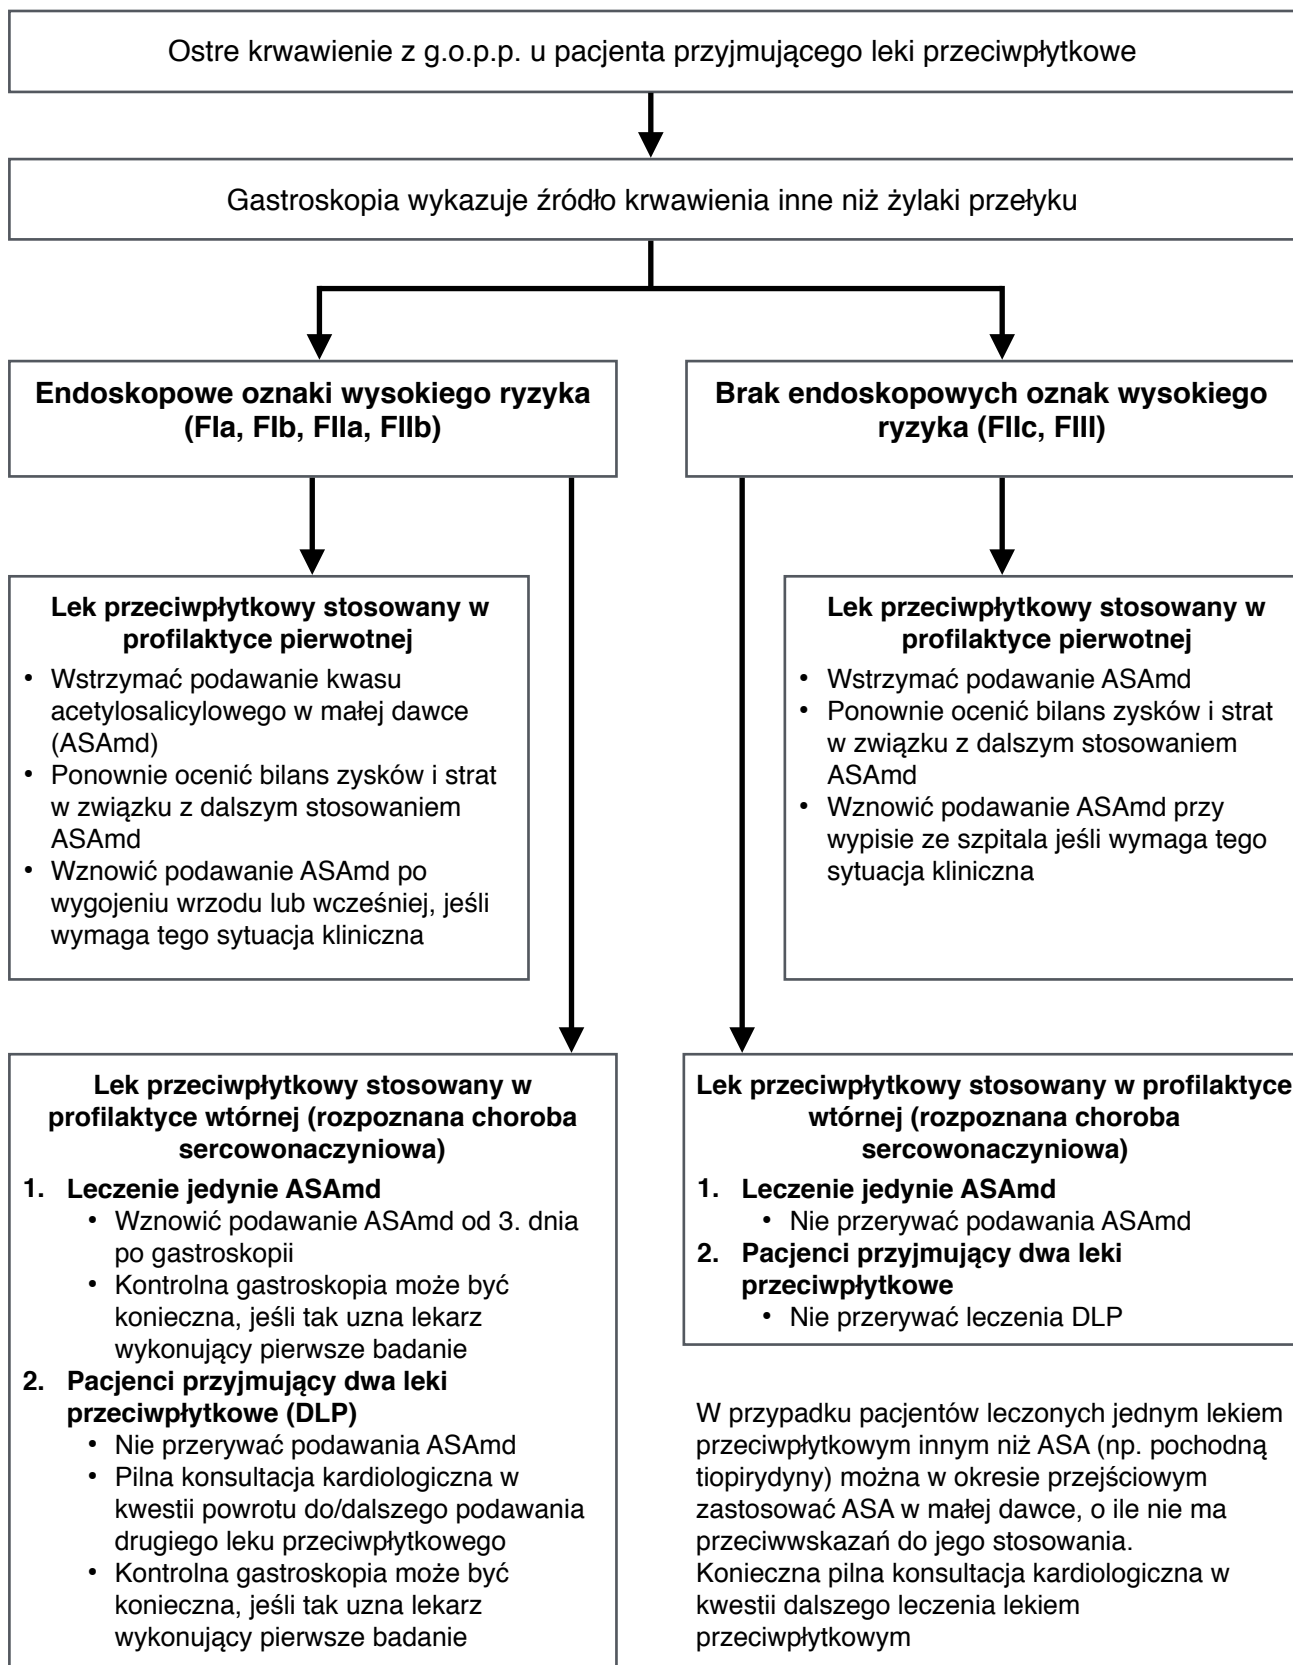 Ostre krwawienie z g.o.p.p. u pacjenta przyjmującego leki przeciwpłytkowe
Gastroskopia wykazuje źródło krwawienia inne niż żylaki przełyku
Endoskopowe oznaki wysokiego ryzyka
(FIa, FIb, FIIa, FIIb)
Brak endoskopowych oznak wysokiego
ryzyka (FIIc, FIII)
Lek przeciwpłytkowy stosowany w
profilaktyce pierwotnej
• Wstrzymać podawanie kwasu
acetylosalicylowego w małej dawce
(ASAmd)
• Ponownie ocenić bilans zysków i strat
w związku z dalszym stosowaniem
ASAmd
• Wznowić podawanie ASAmd po
wygojeniu wrzodu lub wcześniej, jeśli
wymaga tego sytuacja kliniczna
Lek przeciwpłytkowy stosowany w
profilaktyce pierwotnej
• Wstrzymać podawanie ASAmd
• Ponownie ocenić bilans zysków i strat
w związku z dalszym stosowaniem
ASAmd
• Wznowić podawanie ASAmd przy
wypisie ze szpitala jeśli wymaga tego
sytuacja kliniczna
Lek przeciwpłytkowy stosowany w
profilaktyce wtórnej (rozpoznana choroba
sercowonaczyniowa)
1. Leczenie jedynie ASAmd
• Wznowić podawanie ASAmd od 3. dnia
po gastroskopii
• Kontrolna gastroskopia może być
konieczna, jeśli tak uzna lekarz
wykonujący pierwsze badanie
2. Pacjenci przyjmujący dwa leki
przeciwpłytkowe (DLP)
• Nie przerywać podawania ASAmd
• Pilna konsultacja kardiologiczna w
kwestii powrotu do/dalszego podawania
drugiego leku przeciwpłytkowego
• Kontrolna gastroskopia może być
konieczna, jeśli tak uzna lekarz
wykonujący pierwsze badanie
Lek przeciwpłytkowy stosowany w profilaktyce
wtórnej (rozpoznana choroba
sercowonaczyniowa)
1. Leczenie jedynie ASAmd
• Nie przerywać podawania ASAmd
2. Pacjenci przyjmujący dwa leki
przeciwpłytkowe
• Nie przerywać leczenia DLP
W przypadku pacjentów leczonych jednym lekiem
przeciwpłytkowym innym niż ASA (np. pochodną
tiopirydyny) można w okresie przejściowym
zastosować ASA w małej dawce, o ile nie ma
przeciwwskazań do jego stosowania.
Konieczna pilna konsultacja kardiologiczna w
kwestii dalszego leczenia lekiem
przeciwpłytkowym